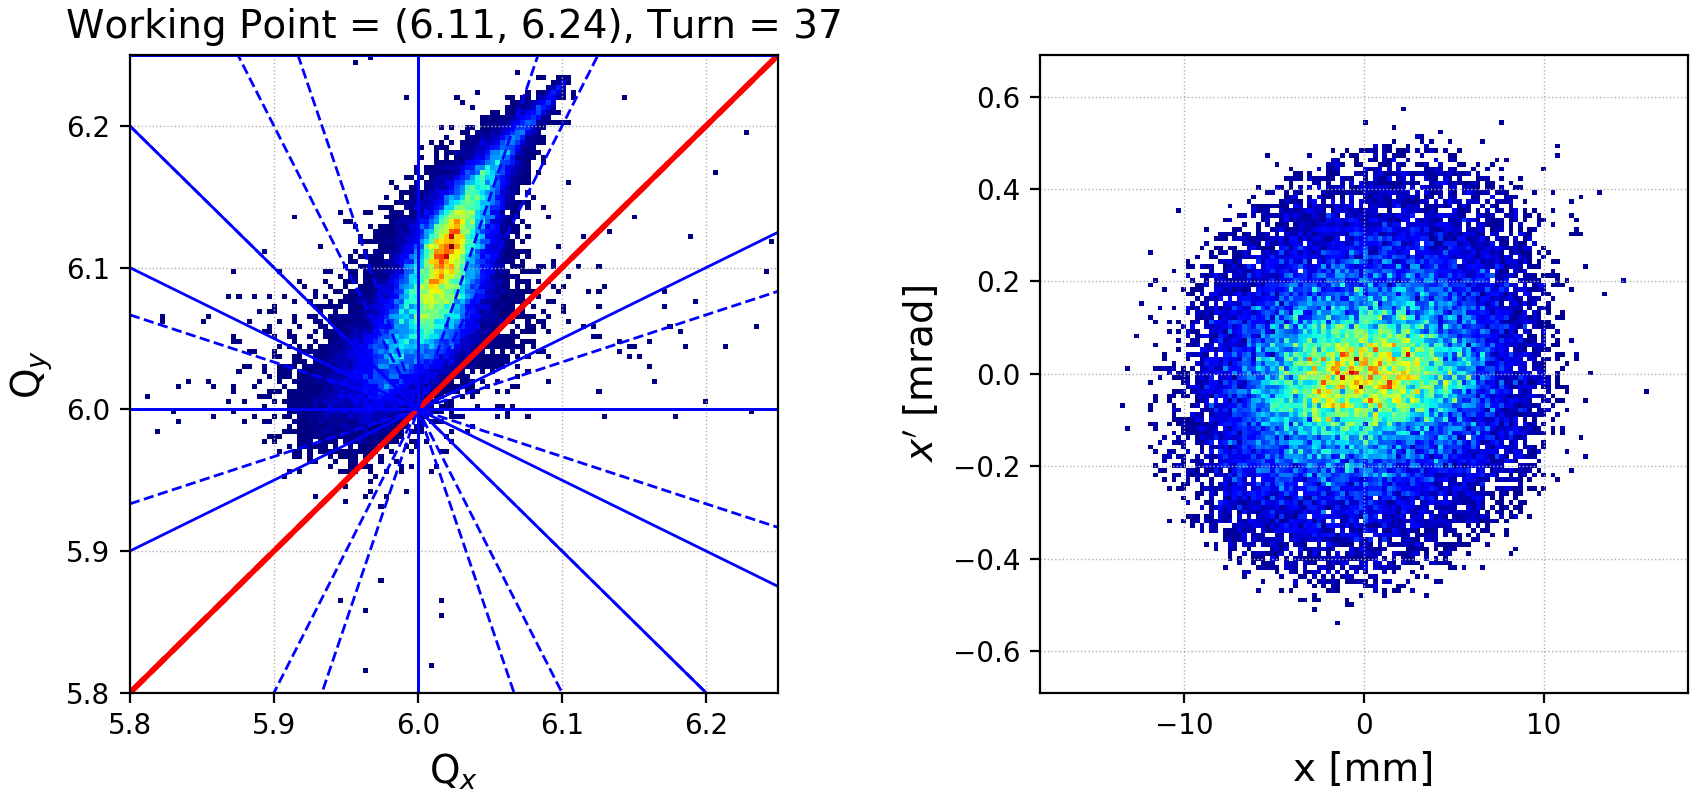 Working Point = (6.11, 6.24), Turn = 37
6.2
6.1
6.0
5.9
5.8
Q_y
5.8 5.9 6.0 6.1 6.2
Q_x
0.6
0.4
0.2
0.0
−0.2
−0.4
−0.6
x′ [mrad]
−10 0 10
x [mm]